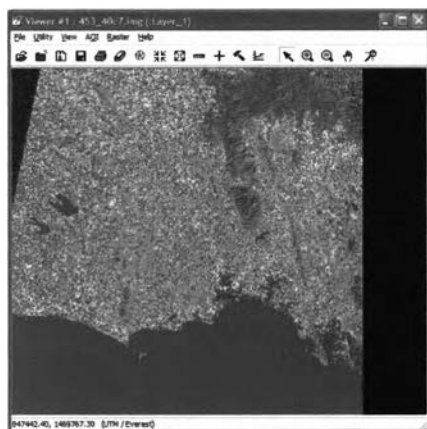 Viewer #1 : 453_40c7.img (:Layer_1)
File Utility View AOI Raster Help
847442.40, 1469767.30 (UTM / Everest)